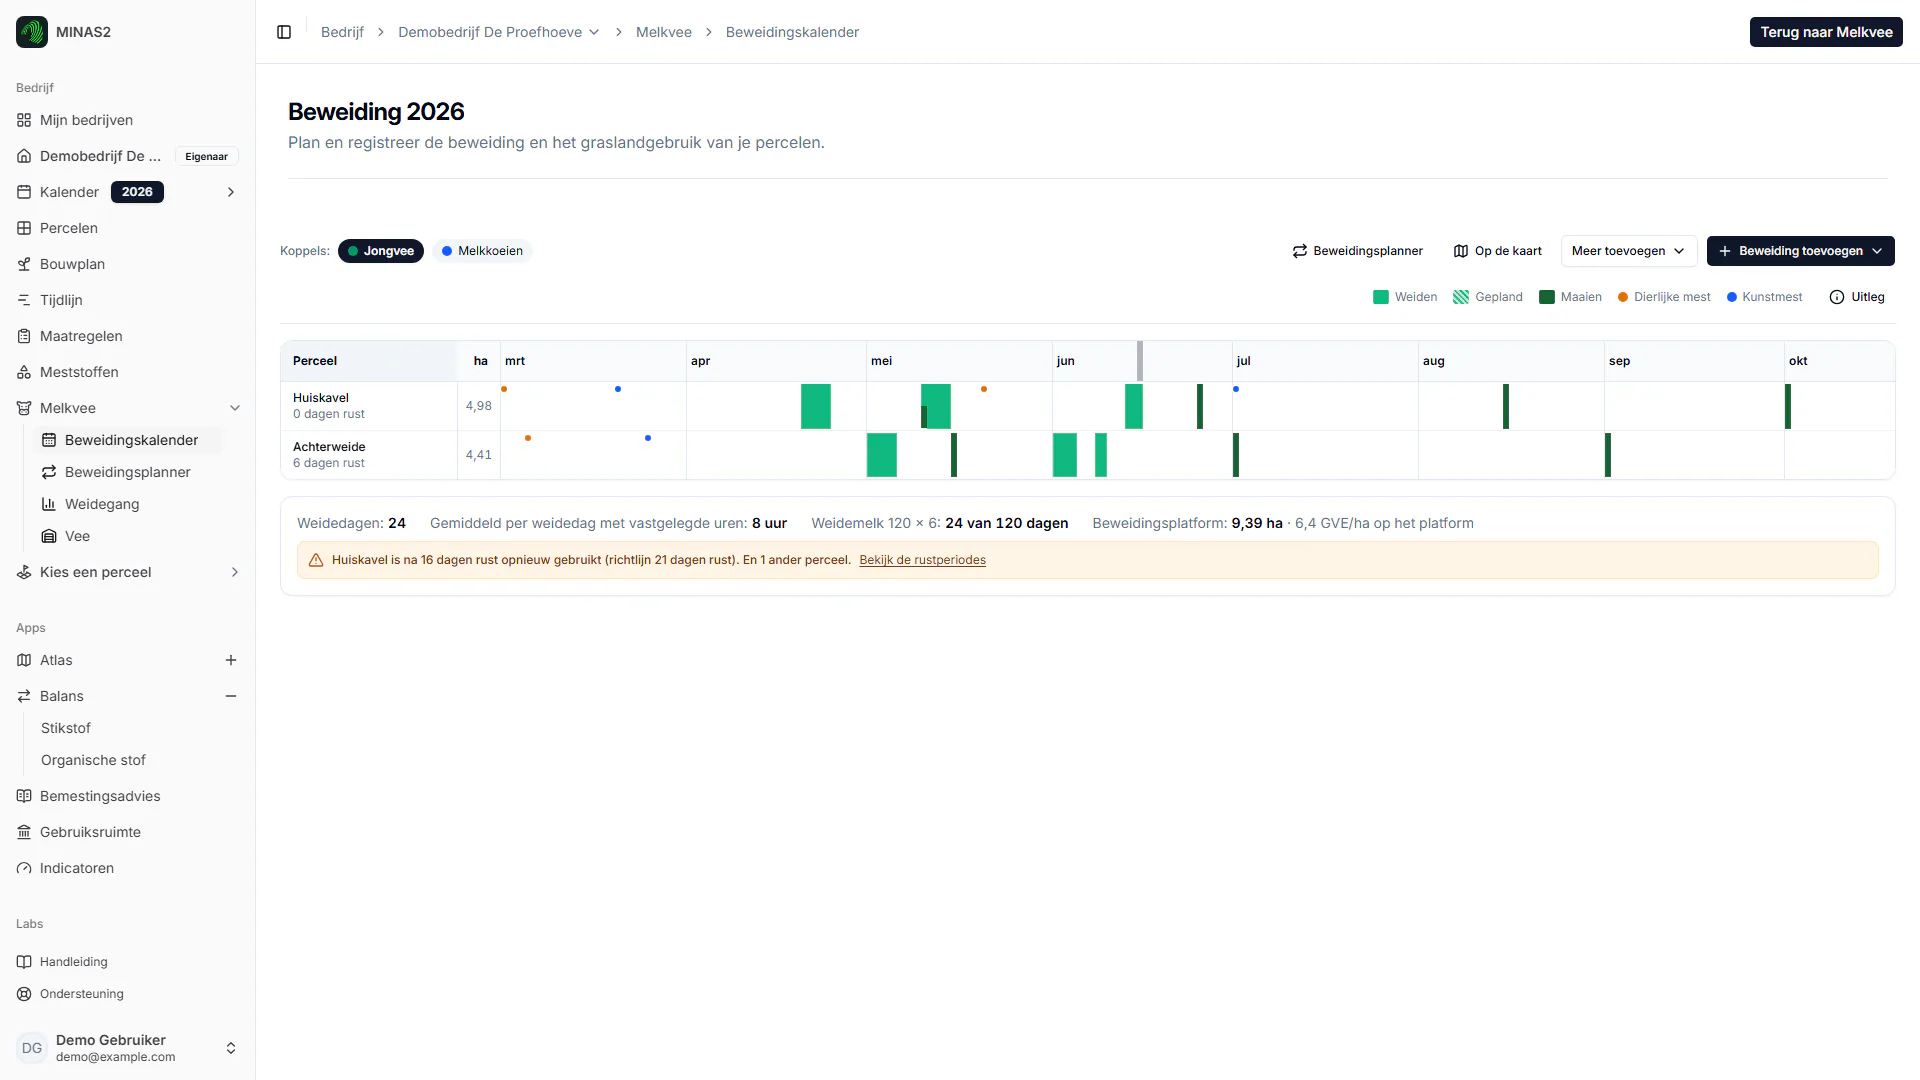 MINAS2
Bedrijf
Mijn bedrijven
Demobedrijf De ... Eigenaar
Kalender 2026
Percelen
Bouwplan
Tijdlijn
Maatregelen
Meststoffen
Melkvee
Beweidingskalender
Beweidingsplanner
Weidegang
Vee
Kies een perceel
Apps
Atlas
Balans
Stikstof
Organische stof
Bemestingsadvies
Gebruiksruimte
Indicatoren
Labs
Handleiding
Ondersteuning
DG Demo Gebruiker
demo@example.com
Bedrijf Demobedrijf De Proefhoeve Melkvee Beweidingskalender Terug naar Melkvee
Beweiding 2026
Plan en registreer de beweiding en het graslandgebruik van je percelen.
Koppels: Jongvee Melkkoeien Beweidingsplanner Op de kaart Meer toevoegen Beweiding toevoegen
Weiden Gepland Maaien Dierlijke mest Kunstmest Uitleg
Perceel ha mrt apr mei jun jul aug sep okt
Huiskavel 4,98
0 dagen rust
Achterweide 4,41
6 dagen rust
Weidedagen: 24 Gemiddeld per weidedag met vastgelegde uren: 8 uur Weidemelk 120 × 6: 24 van 120 dagen Beweidingsplatform: 9,39 ha · 6,4 GVE/ha op het platform
Huiskavel is na 16 dagen rust opnieuw gebruikt (richtlijn 21 dagen rust). En 1 ander perceel. Bekijk de rustperiodes